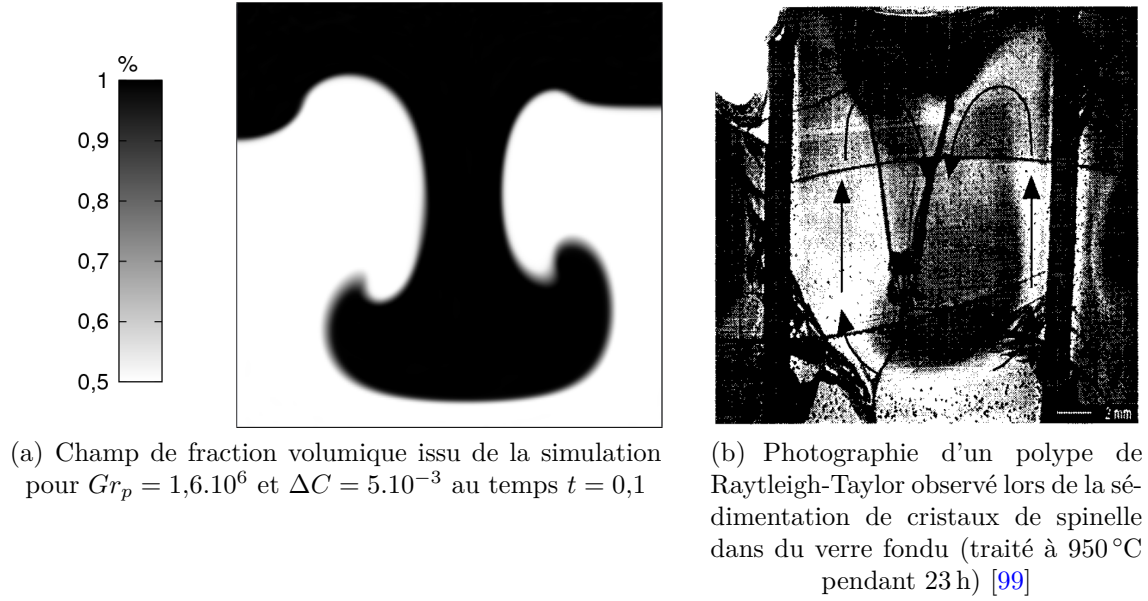 %
1
0,9
0,8
0,7
0,6
0,5
2 mm
(a) Champ de fraction volumique issu de la simulation
pour Gr_p = 1,6.10^6 et ΔC = 5.10^−3 au temps t = 0,1
(b) Photographie d'un polype de
Raytleigh-Taylor observé lors de la sé-
dimentation de cristaux de spinelle
dans du verre fondu (traité à 950 °C
pendant 23 h) [99]